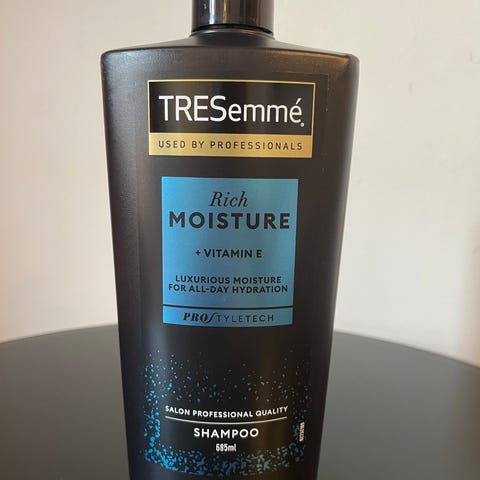 TRESemmé
USED BY PROFESSIONALS
Rich
MOISTURE
+ VITAMIN E
LUXURIOUS MOISTURE
FOR ALL-DAY HYDRATION
PRO/TYLETECH
SALON PROFESSIONAL QUALITY
SHAMPOO
685ml